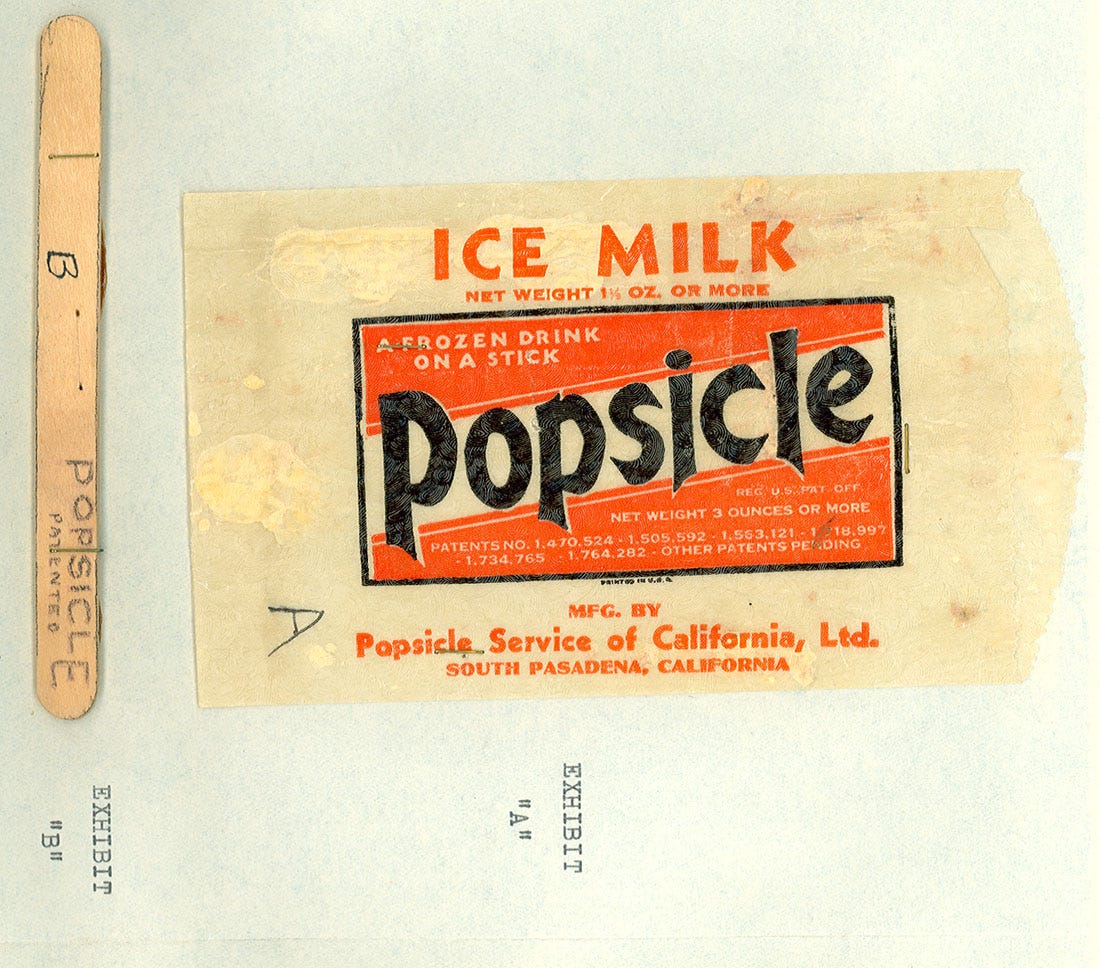 B
POPSICLE
PATENTED
ICE MILK
NET WEIGHT 1½ OZ. OR MORE
A FROZEN DRINK
ON A STICK
Popsicle
REG. U.S. PAT. OFF.
NET WEIGHT 3 OUNCES OR MORE
PATENTS NO. 1.470.524 - 1.505.592 - 1.563.121 -
- 1.734.765 - 1.764.282 - OTHER PATENTS PENDING
PRINTED IN U.S.A.
MFG. BY
Popsicle Service of California, Ltd.
SOUTH PASADENA, CALIFORNIA
A
EXHIBIT
"B"
EXHIBIT
"A"